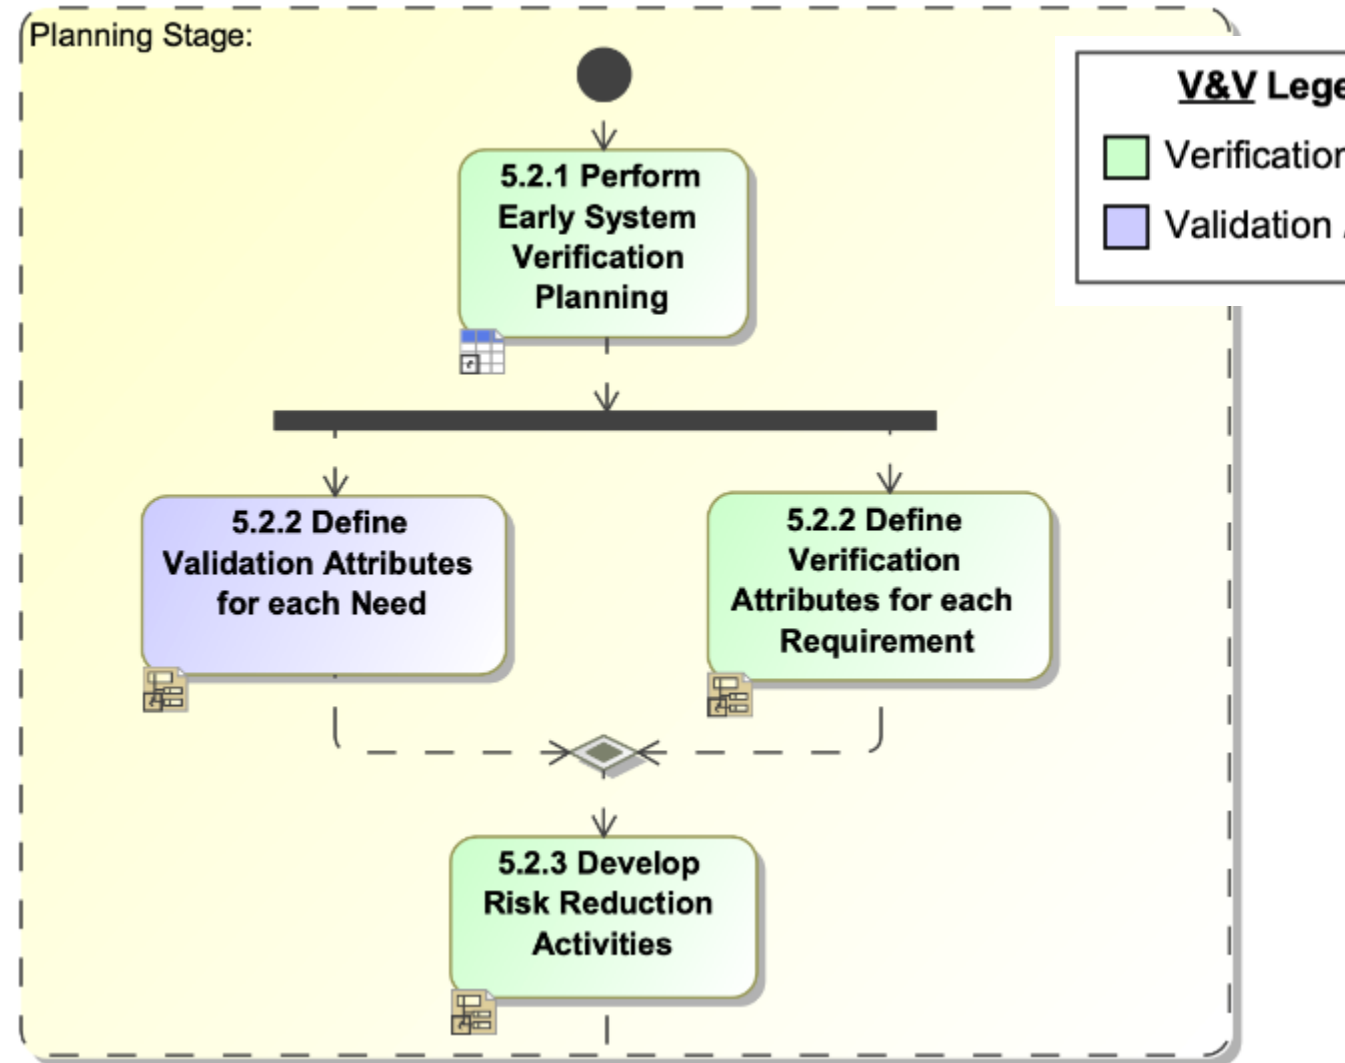 Planning Stage:
V&V
Verification
Validation
5.2.1 Perform
Early System
Verification
Planning
5.2.2 Define
Validation Attributes
for each Need
5.2.2 Define
Verification
Attributes for each
Requirement
5.2.3 Develop
Risk Reduction
Activities